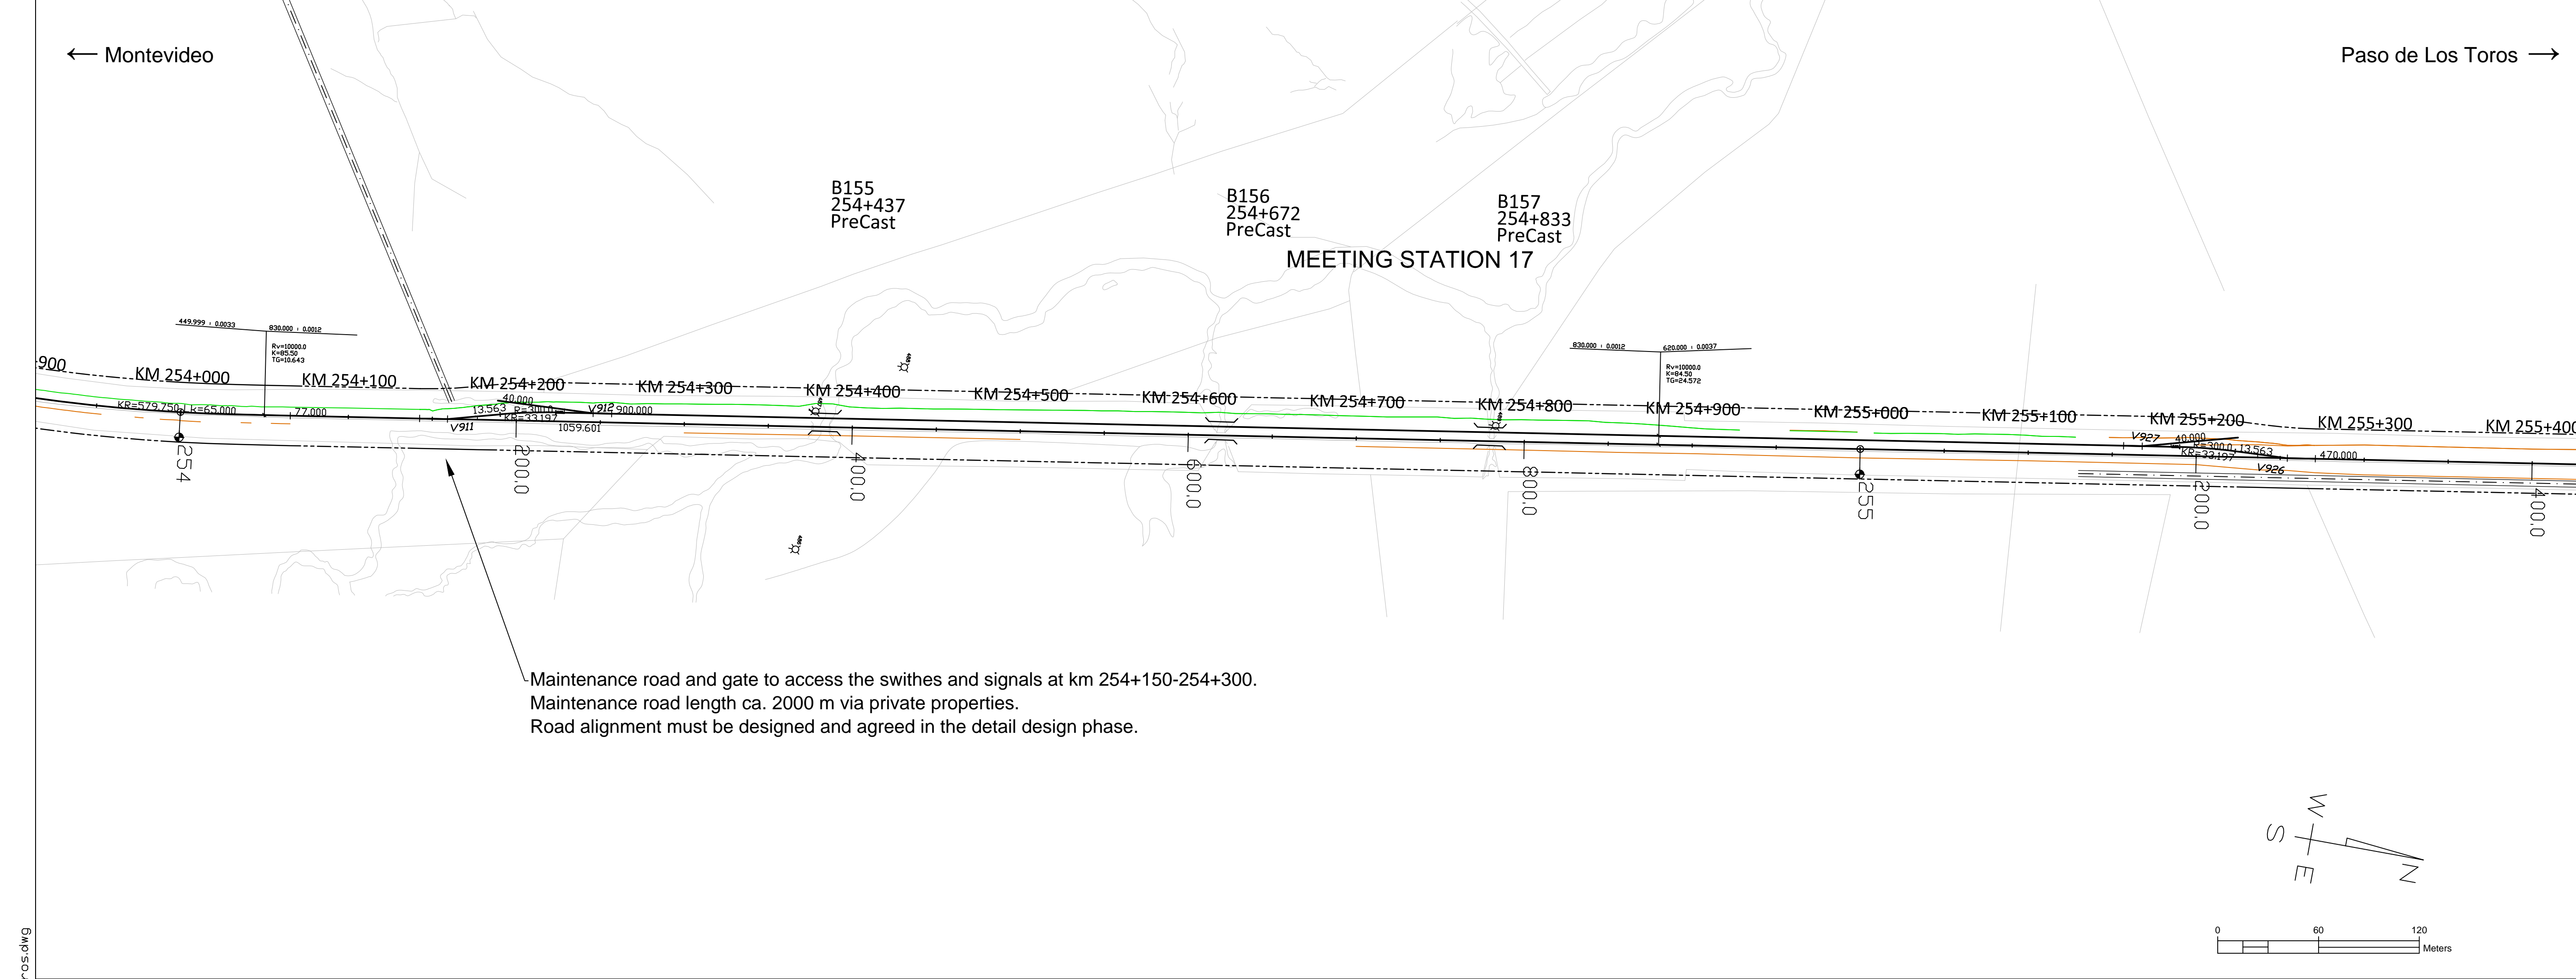 ← Montevideo
Paso de Los Toros →
B155
254+437
PreCast
B156
254+672
PreCast
B157
254+833
PreCast
MEETING STATION 17
449.999 : 0.0033
830.000 : 0.0012
Rv=10000.0
K=85.50
TG=10.643
830.000 : 0.0012
620.000 : 0.0037
Rv=10000.0
K=84.50
TG=24.572
-900
KM 254+000
KM 254+100
KM 254+200
KM 254+300
KM 254+400
KM 254+500
KM 254+600
KM 254+700
KM 254+800
KM 254+900
KM 255+000
KM 255+100
KM 255+200
KM 255+300
KM 255+400
KR=579.750 Lk=65.000
77.000
13.563
40.000
R=300.0
KR=33.197
V911
V912
900.000
1059.601
V927
40.000
R=300.0
13.563
KR=33.197
V926
470.000
254
200.0
400.0
600.0
800.0
255
200.0
400.0
Maintenance road and gate to access the swithes and signals at km 254+150-254+300.
Maintenance road length ca. 2000 m via private properties.
Road alignment must be designed and agreed in the detail design phase.
W
S
N
E
0
60
120
Meters
ros.dwg